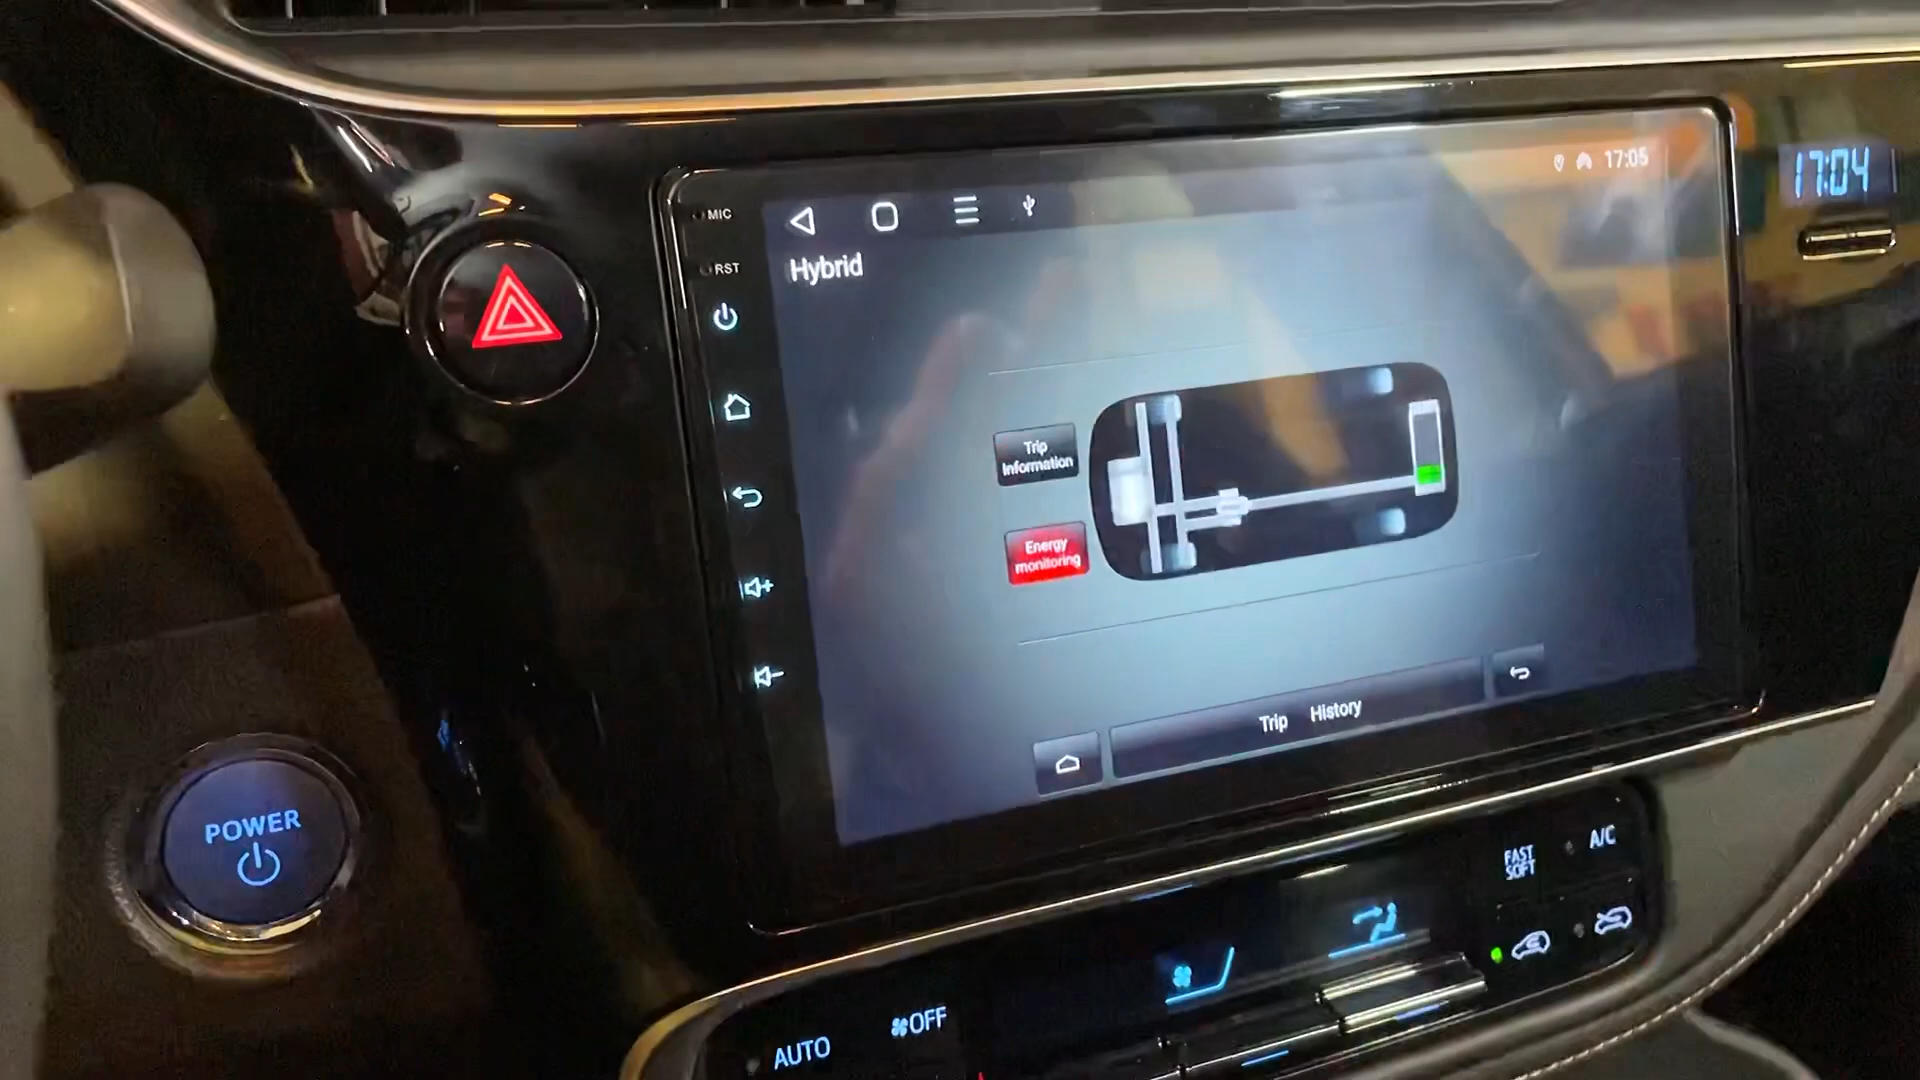 MIC
17:05
17:04
RST
Hybrid
Trip
Information
Energy
monitoring
Trip History
POWER
FAST
SOFT
A/C
AUTO
OFF